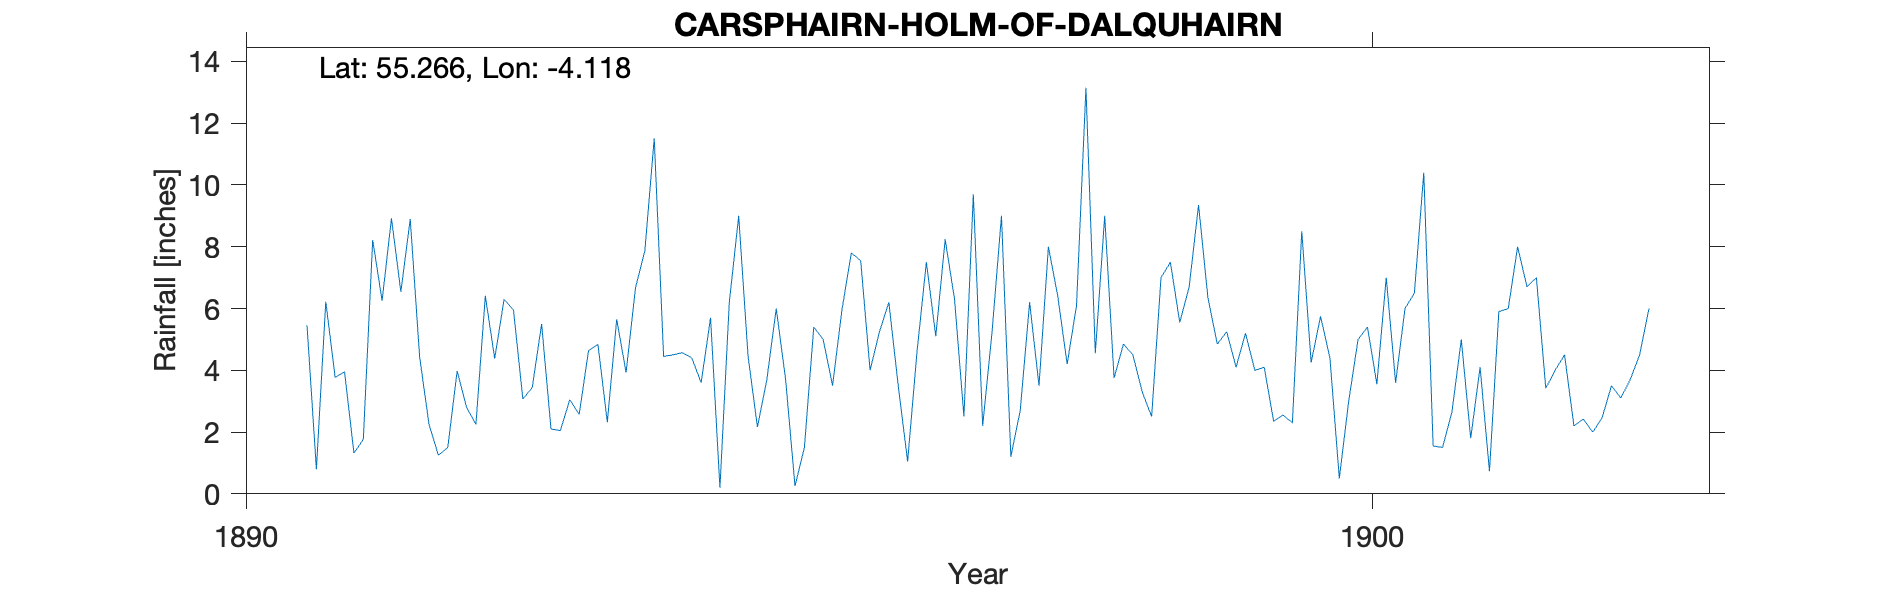 CARSPHAIRN-HOLM-OF-DALQUHAIRN
Lat: 55.266, Lon: -4.118
14
12
10
8
6
4
2
0
Rainfall [inches]
1890
1900
Year